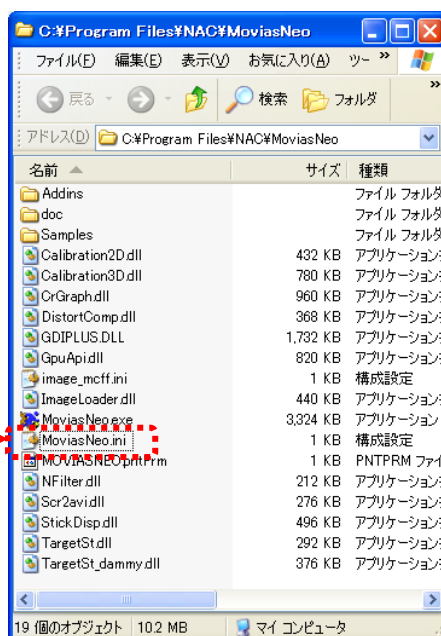 C:¥Program Files¥NAC¥MoviasNeo
ファイル(F) 編集(E) 表示(V) お気に入り(A) ツー »
戻る 検索 フォルダ »
アドレス(D) C:¥Program Files¥NAC¥MoviasNeo
名前 サイズ 種類
Addins ファイル フォルダ
doc ファイル フォルダ
Samples ファイル フォルダ
Calibration2D.dll 432 KB アプリケーション
Calibration3D.dll 780 KB アプリケーション
CrGraph.dll 960 KB アプリケーション
DistortComp.dll 368 KB アプリケーション
GDIPLUS.DLL 1,732 KB アプリケーション
GpuApi.dll 820 KB アプリケーション
image_mcff.ini 1 KB 構成設定
ImageLoader.dll 440 KB アプリケーション
MoviasNeo.exe 3,324 KB アプリケーション
MoviasNeo.ini 1 KB 構成設定
MOVIASNEO.pntPrm 1 KB PNTPRM ファイ
NFilter.dll 212 KB アプリケーション
Scr2avi.dll 276 KB アプリケーション
StickDisp.dll 496 KB アプリケーション
TargetSt.dll 292 KB アプリケーション
TargetSt_dammy.dll 376 KB アプリケーション
19 個のオブジェクト 10.2 MB マイ コンピュータ